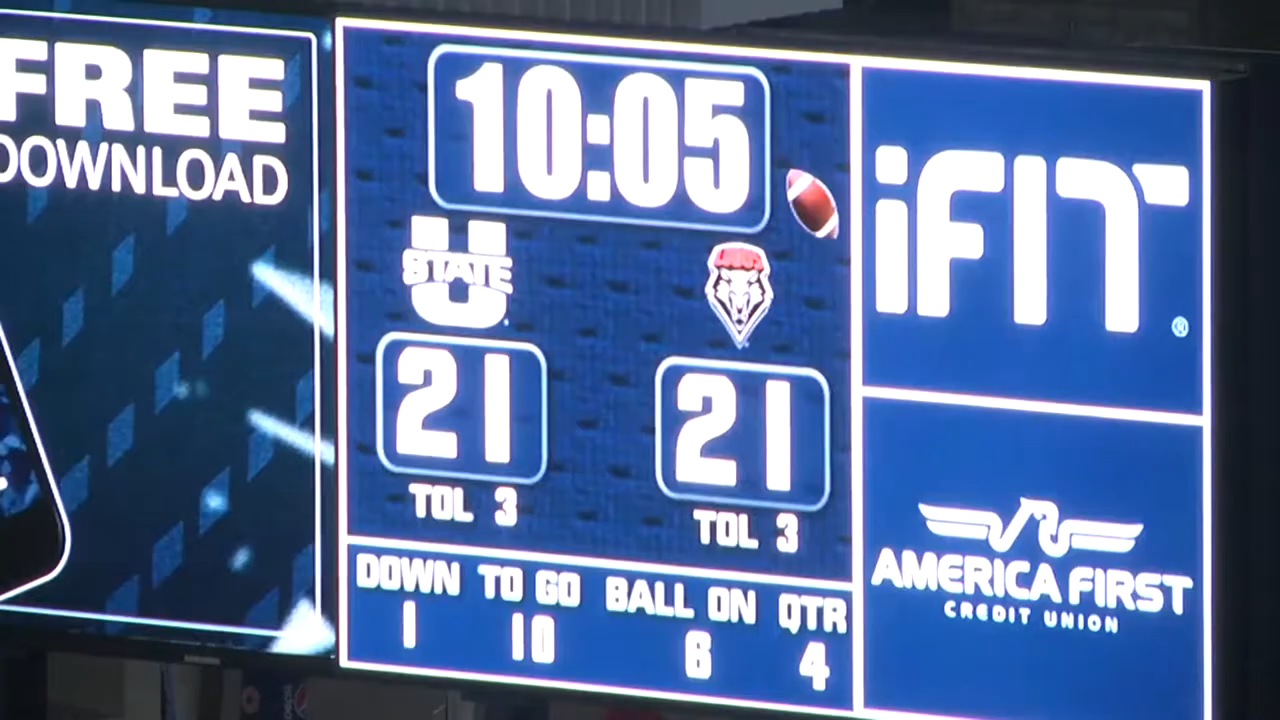 FREE
DOWNLOAD
10:05
U STATE
21 21
TOL 3 TOL 3
DOWN TO GO BALL ON QTR
1 10 6 4
iFIT ®
AMERICA FIRST
CREDIT UNION